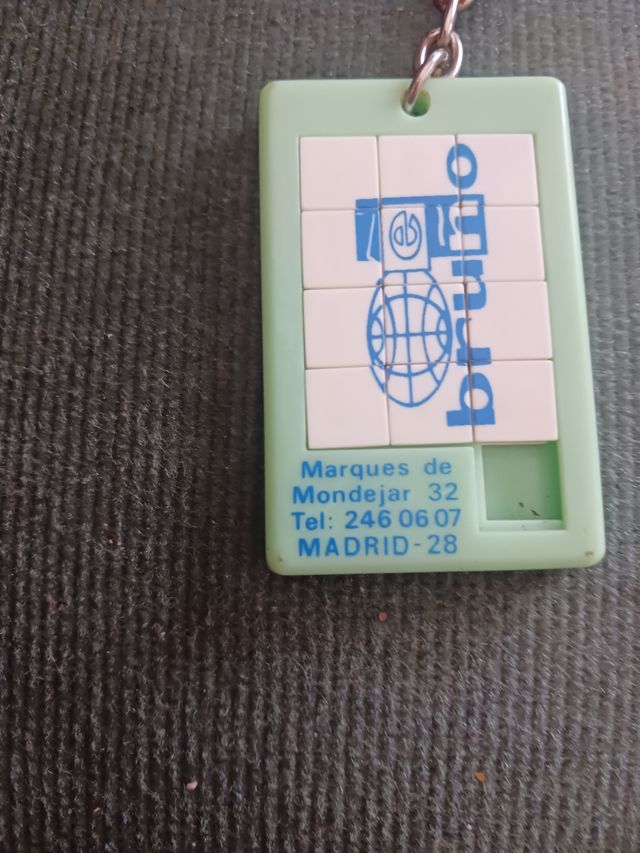 bruño
Marques de
Mondejar 32
Tel: 246 06 07
MADRID-28